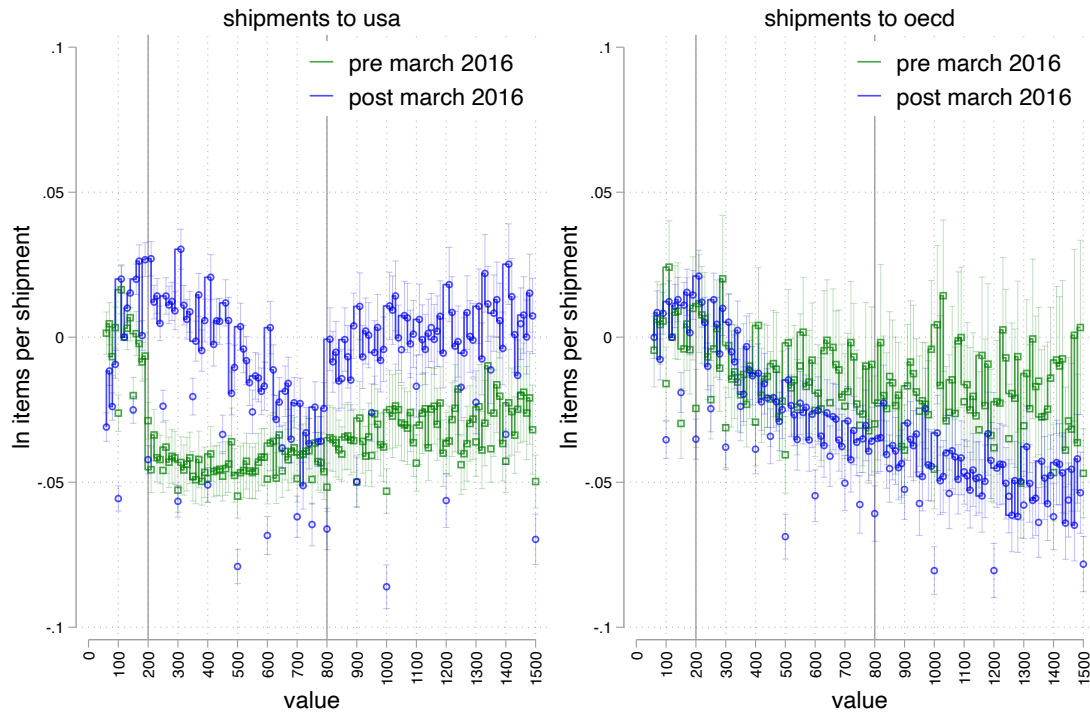 shipments to usa
ln items per shipment
.1
.05
0
-.05
-.1
pre march 2016
post march 2016
0 100 200 300 400 500 600 700 800 900 1000 1100 1200 1300 1400 1500
value
shipments to oecd
ln items per shipment
.1
.05
0
-.05
-.1
pre march 2016
post march 2016
0 100 200 300 400 500 600 700 800 900 1000 1100 1200 1300 1400 1500
value